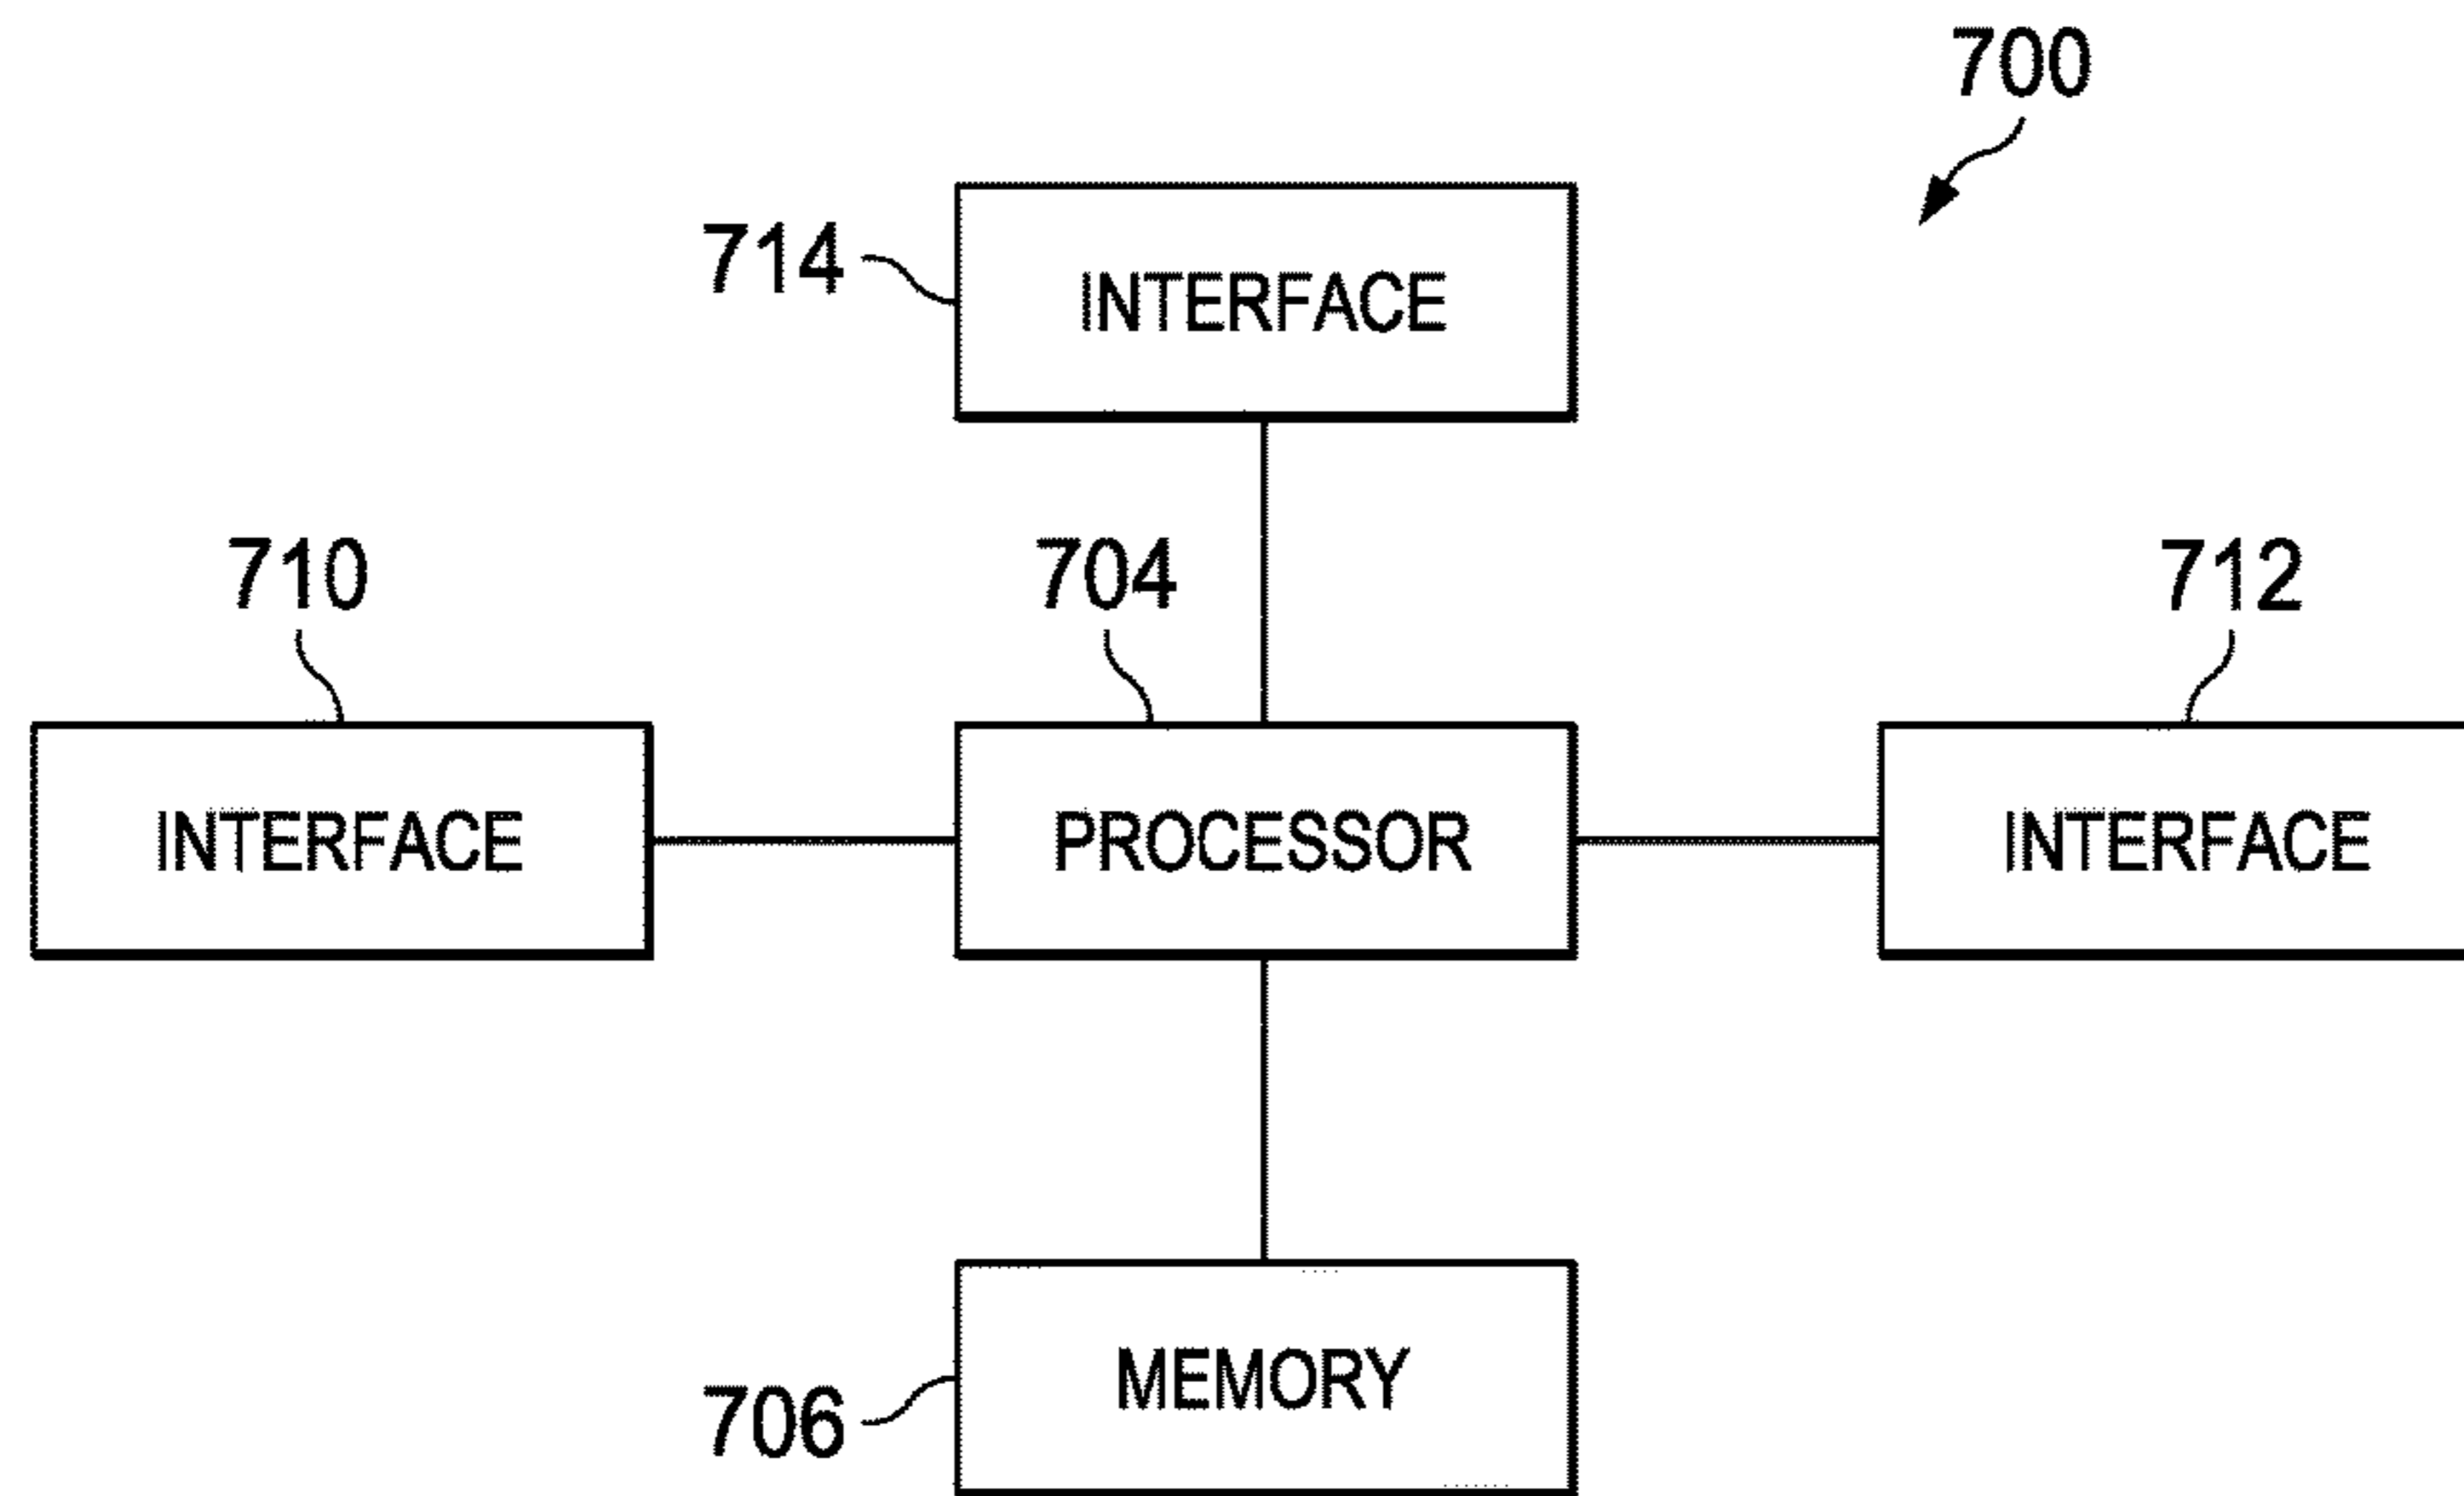 700
714
INTERFACE
710
704
712
INTERFACE
PROCESSOR
INTERFACE
MEMORY
706